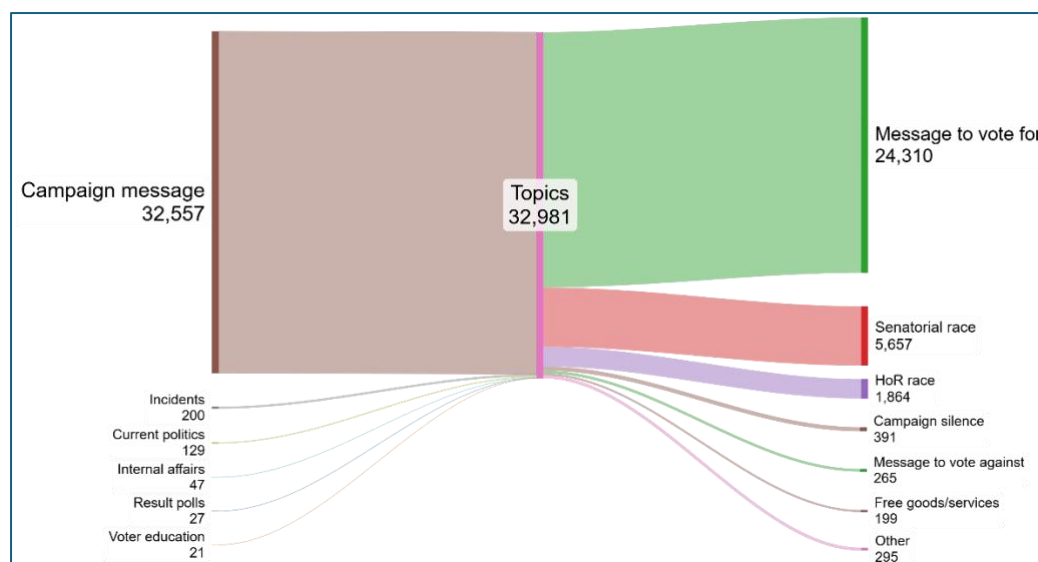 Campaign message
32,557
Incidents
200
Current politics
129
Internal affairs
47
Result polls
27
Voter education
21
Topics
32,981
Message to vote for
24,310
Senatorial race
5,657
HoR race
1,864
Campaign silence
391
Message to vote against
265
Free goods/services
199
Other
295